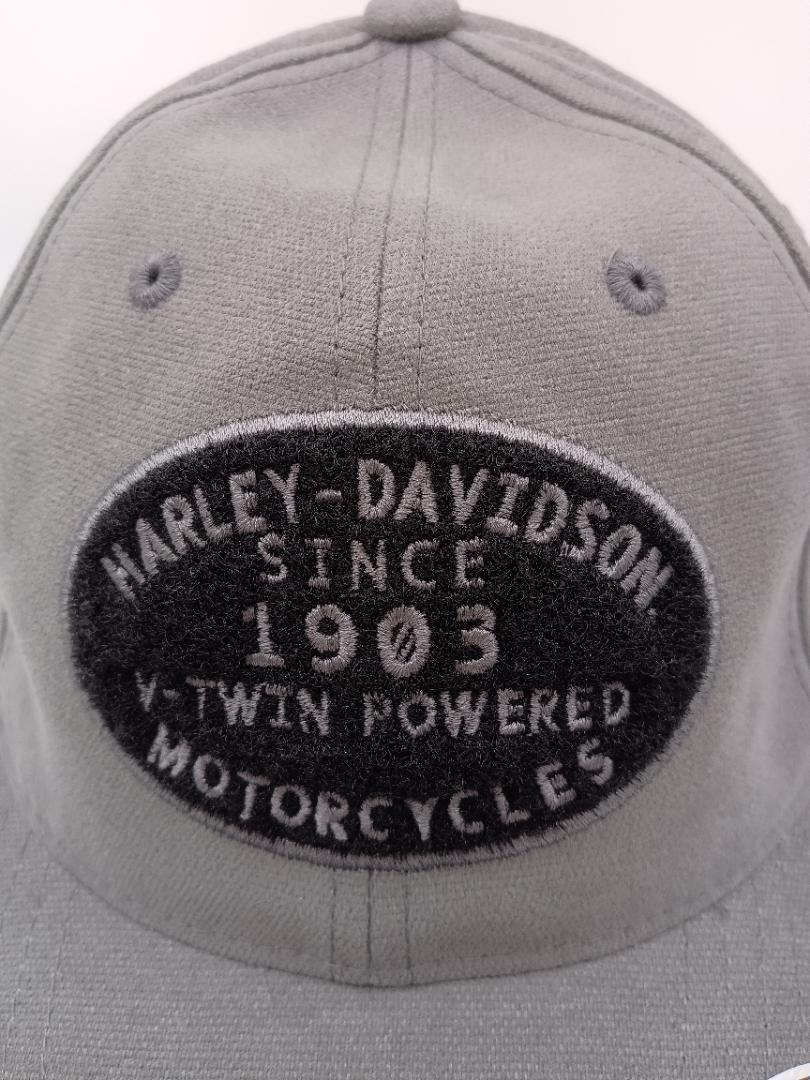 HARLEY-DAVIDSON
SINCE
1903
V-TWIN POWERED
MOTORCYCLES